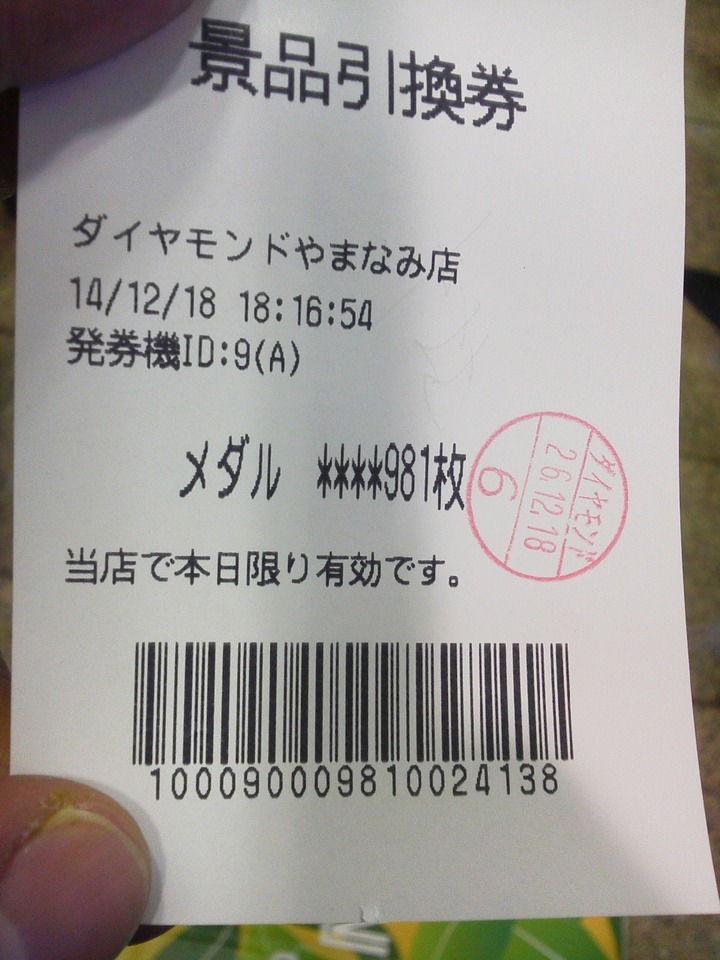 景品引換券
ダイヤモンドやまなみ店
14/12/18 18:16:54
発券機ID:9(A)
メダル ****981枚
ダイヤモンド
26.12.18
6
当店で本日限り有効です。
100090009810024138